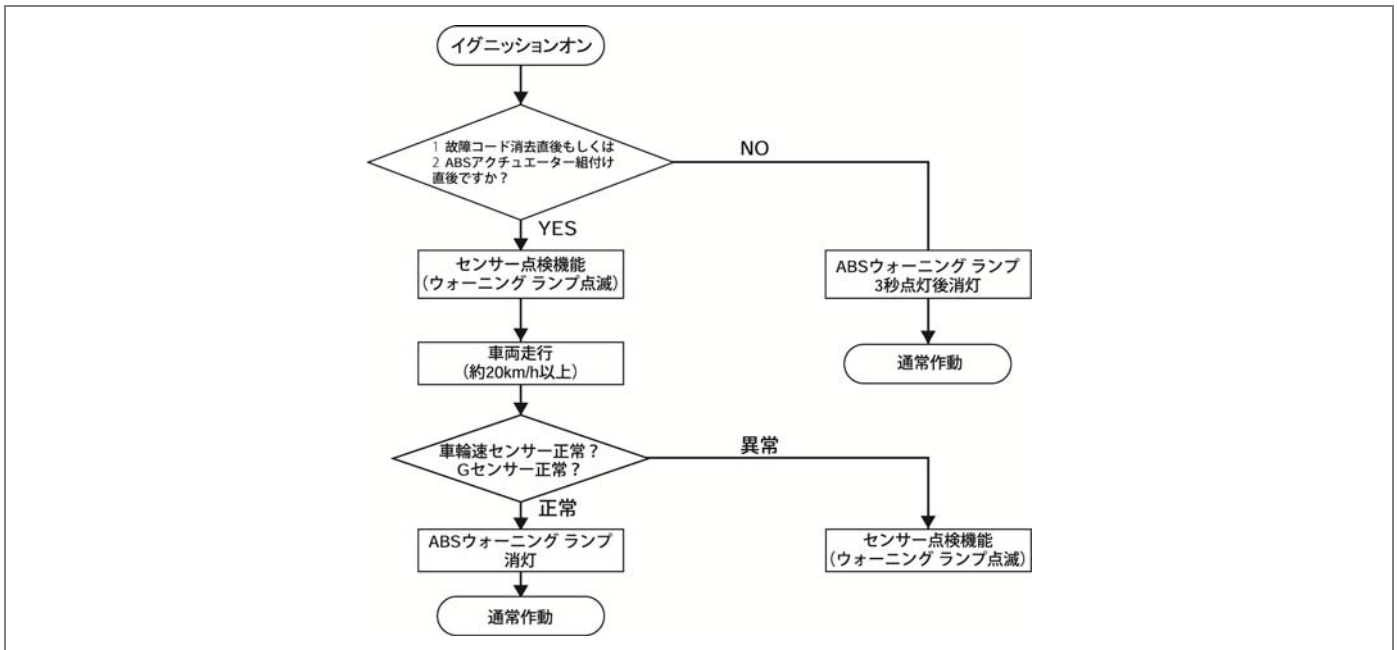 イグニッションオン
1 故障コード消去直後もしくは
2 ABSアクチュエーター組付け
直後ですか？
NO
YES
センサー点検機能
（ウォーニング ランプ点滅）
ABSウォーニング ランプ
3秒点灯後消灯
車両走行
（約20km/h以上）
通常作動
車輪速センサー正常？
Gセンサー正常？
異常
正常
ABSウォーニング ランプ
消灯
センサー点検機能
（ウォーニング ランプ点滅）
通常作動